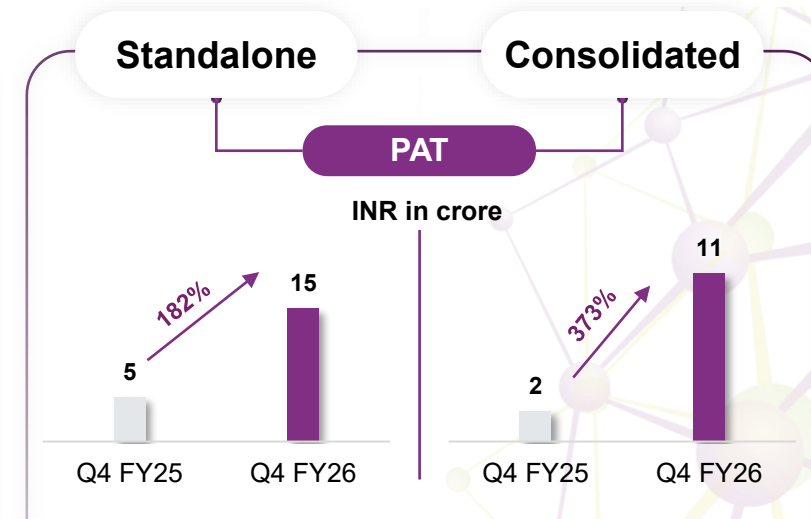 Standalone
Consolidated
PAT
INR in crore
182%
5
15
Q4 FY25
Q4 FY26
373%
2
11
Q4 FY25
Q4 FY26